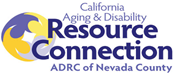 California
Aging & Disability
Resource
Connection
ADRC of Nevada County